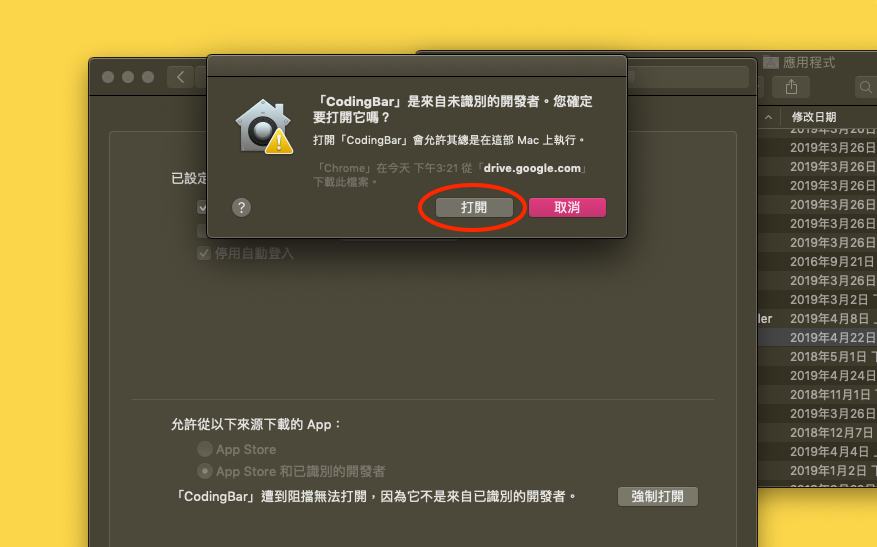 應用程式
「CodingBar」是來自未識別的開發者。您確定
要打開它嗎？
打開「CodingBar」會允許其總是在這部 Mac 上執行。
「Chrome」在今天 下午3:21 從「drive.google.com」
下載此檔案。
?
打開
取消
已設定
停用自動登入
允許從以下來源下載的 App：
App Store
App Store 和已識別的開發者
「CodingBar」遭到阻擋無法打開，因為它不是來自已識別的開發者。
強制打開
修改日期
2019年3月26日
2019年3月26日
2019年3月26日
2019年3月26日
2019年3月26日
2019年3月26日
2019年3月26日
2016年9月21日
2019年3月26日
2019年3月2日
ler
2019年4月8日
2019年4月22日
2018年5月1日
2019年4月24日
2018年11月1日
2019年3月26日
2018年12月7日
2019年4月4日
2019年1月2日